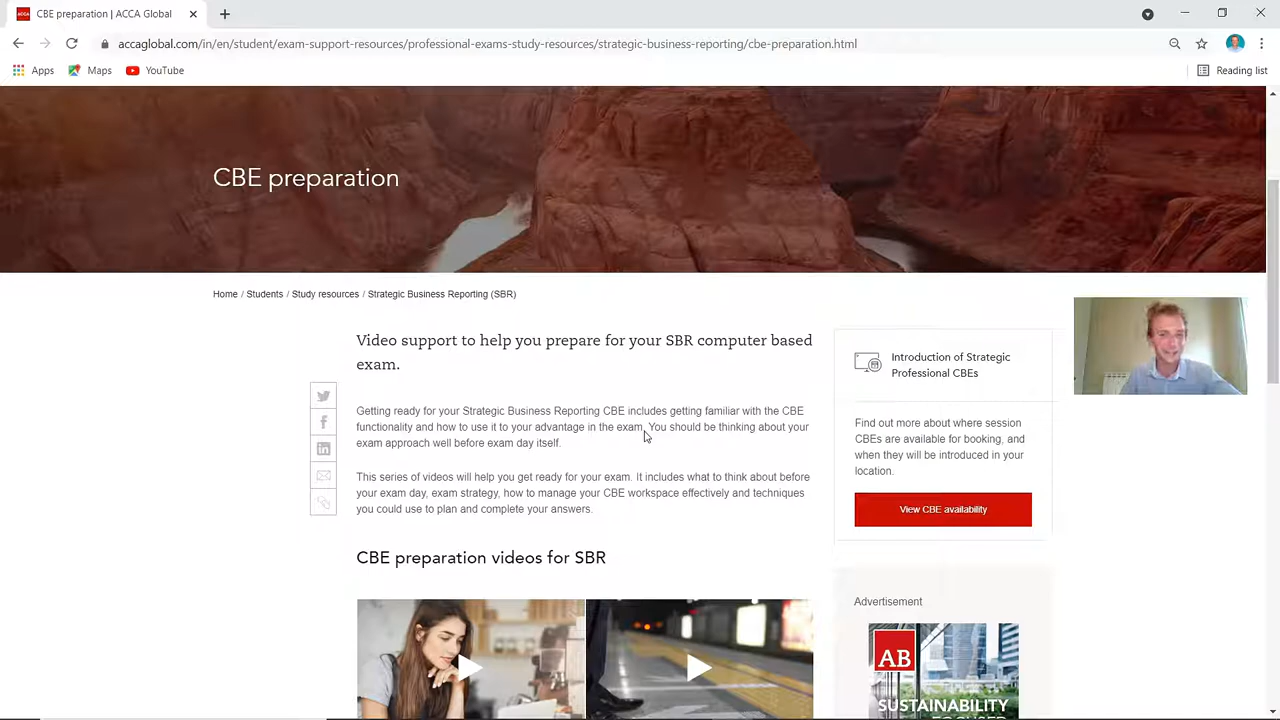 CBE preparation | ACCA Global
accaglobal.com/in/en/student/exam-support-resources/professional-exams-study-resources/strategic-business-reporting/cbe-preparation.html
Apps
Maps
YouTube
Reading list
CBE preparation
Home / Students / Study resources / Strategic Business Reporting (SBR)
Video support to help you prepare for your SBR computer based
exam.
Getting ready for your Strategic Business Reporting CBE includes getting familiar with the CBE
functionality and how to use it to your advantage in the exam. You should be thinking about your
exam approach well before exam day itself.
This series of videos will help you get ready for your exam. It includes what to think about before
your exam day, exam strategy, how to manage your CBE workspace effectively and techniques
you could use to plan and complete your answers.
CBE preparation videos for SBR
Introduction of Strategic
Professional CBEs
Find out more about where session
CBEs are available for booking, and
when they will be introduced in your
location.
View CBE availability
Advertisement
AB
SUSTAINABILITY
FOCUSED